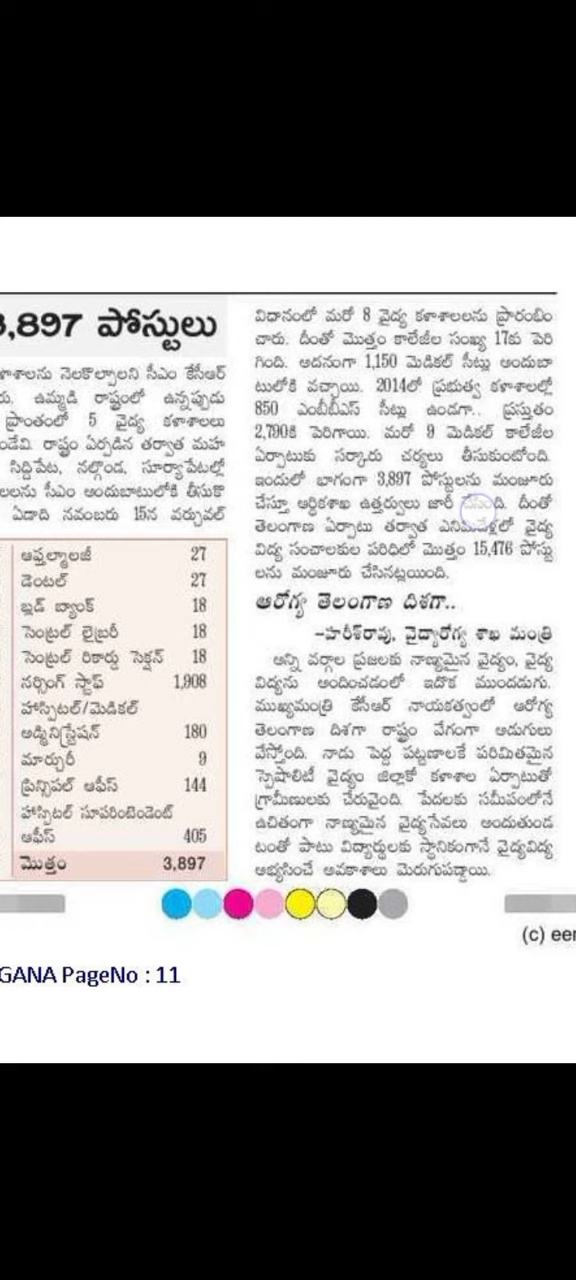 3,897 పోస్టులు
శాలను నెలకొల్పాలని సీఎం కేసీఆర్
రు. ఉమ్మడి రాష్ట్రంలో ఉన్నప్పుడు
ప్రాంతంలో 5 వైద్య కళాశాలలు
ండేవి. రాష్ట్రం ఏర్పడిన తర్వాత మహ
సిద్దిపేట, నల్గొండ, సూర్యాపేటల్లో
లలను సీఎం అందుబాటులోకి తీసుకొ
ఏడాది నవంబరు 15న వర్చువల్
ఆఫ్తల్మాలజీ 27
డెంటల్ 27
బ్లడ్ బ్యాంక్ 18
సెంట్రల్ లైబ్రరీ 18
సెంట్రల్ రికార్డు సెక్షన్ 18
నర్సింగ్ స్టాఫ్ 1,908
హాస్పిటల్/మెడికల్
అడ్మినిస్ట్రేషన్ 180
మార్చురీ 9
ప్రిన్సిపల్ ఆఫీస్ 144
హాస్పిటల్ సూపరింటెండెంట్
ఆఫీస్ 405
మొత్తం 3,897
విధానంలో మరో 8 వైద్య కళాశాలలను ప్రారంభిం
చారు. దీంతో మొత్తం కాలేజీల సంఖ్య 17కు పెరి
గింది. అదనంగా 1,150 మెడికల్ సీట్లు అందుబా
టులోకి వచ్చాయి. 2014లో ప్రభుత్వ కళాశాలల్లో
850 ఎంబీబీఎస్ సీట్లు ఉండగా.. ప్రస్తుతం
2,790కి పెరిగాయి. మరో 9 మెడికల్ కాలేజీల
ఏర్పాటుకు సర్కారు చర్యలు తీసుకుంటోంది.
ఇందులో భాగంగా 3,897 పోస్టులను మంజూరు
చేస్తూ ఆర్థికశాఖ ఉత్తర్వులు జారీ చేసింది. దీంతో
తెలంగాణ ఏర్పాటు తర్వాత ఎనిమిదేళ్లలో వైద్య
విద్య సంచాలకుల పరిధిలో మొత్తం 15,476 పోస్టు
లను మంజూరు చేసినట్లయింది.
ఆరోగ్య తెలంగాణ దిశగా..
-హరీశ్‌రావు, వైద్యారోగ్య శాఖ మంత్రి
అన్ని వర్గాల ప్రజలకు నాణ్యమైన వైద్యం, వైద్య
విద్యను అందించడంలో ఇదొక ముందడుగు.
ముఖ్యమంత్రి కేసీఆర్ నాయకత్వంలో ఆరోగ్య
తెలంగాణ దిశగా రాష్ట్రం వేగంగా అడుగులు
వేస్తోంది. నాడు పెద్ద పట్టణాలకే పరిమితమైన
స్పెషాలిటీ వైద్యం జిల్లాకో కళాశాల ఏర్పాటుతో
గ్రామీణులకు చేరువైంది. పేదలకు సమీపంలోనే
ఉచితంగా నాణ్యమైన వైద్యసేవలు అందుతుండ
టంతో పాటు విద్యార్థులకు స్థానికంగానే వైద్యవిద్య
అభ్యసించే అవకాశాలు మెరుగుపడ్డాయి.
(c) eer
GANA PageNo : 11